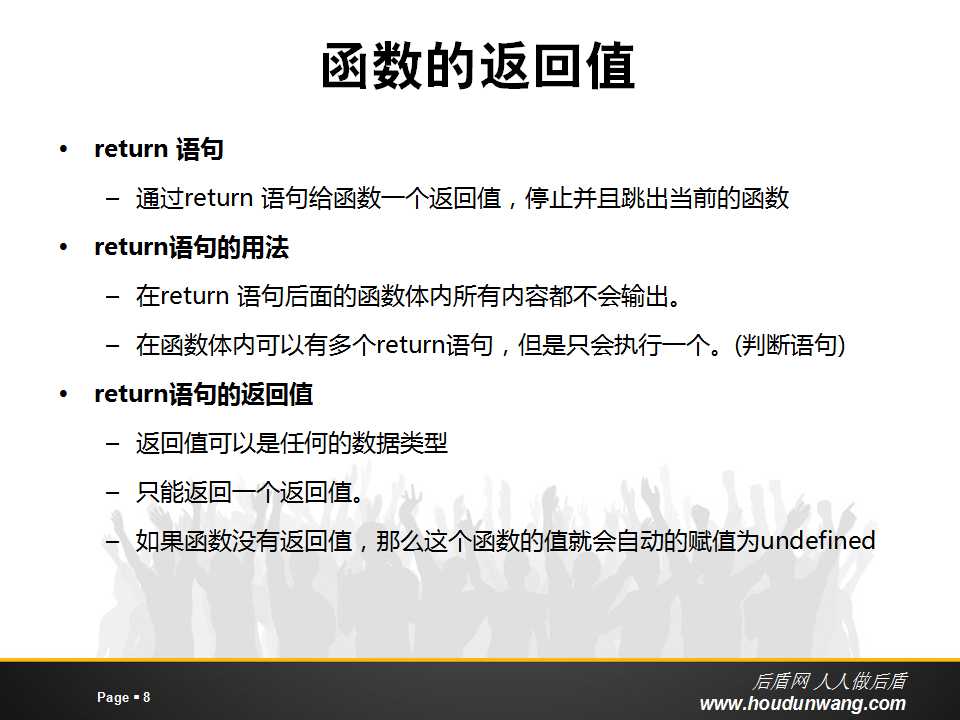 函数的返回值
• return 语句
– 通过return 语句给函数一个返回值，停止并且跳出当前的函数
• return语句的用法
– 在return 语句后面的函数体内所有内容都不会输出。
– 在函数体内可以有多个return语句，但是只会执行一个。(判断语句)
• return语句的返回值
– 返回值可以是任何的数据类型
– 只能返回一个返回值。
– 如果函数没有返回值，那么这个函数的值就会自动的赋值为undefined
Page ▪ 8
后盾网 人人做后盾
www.houdunwang.com